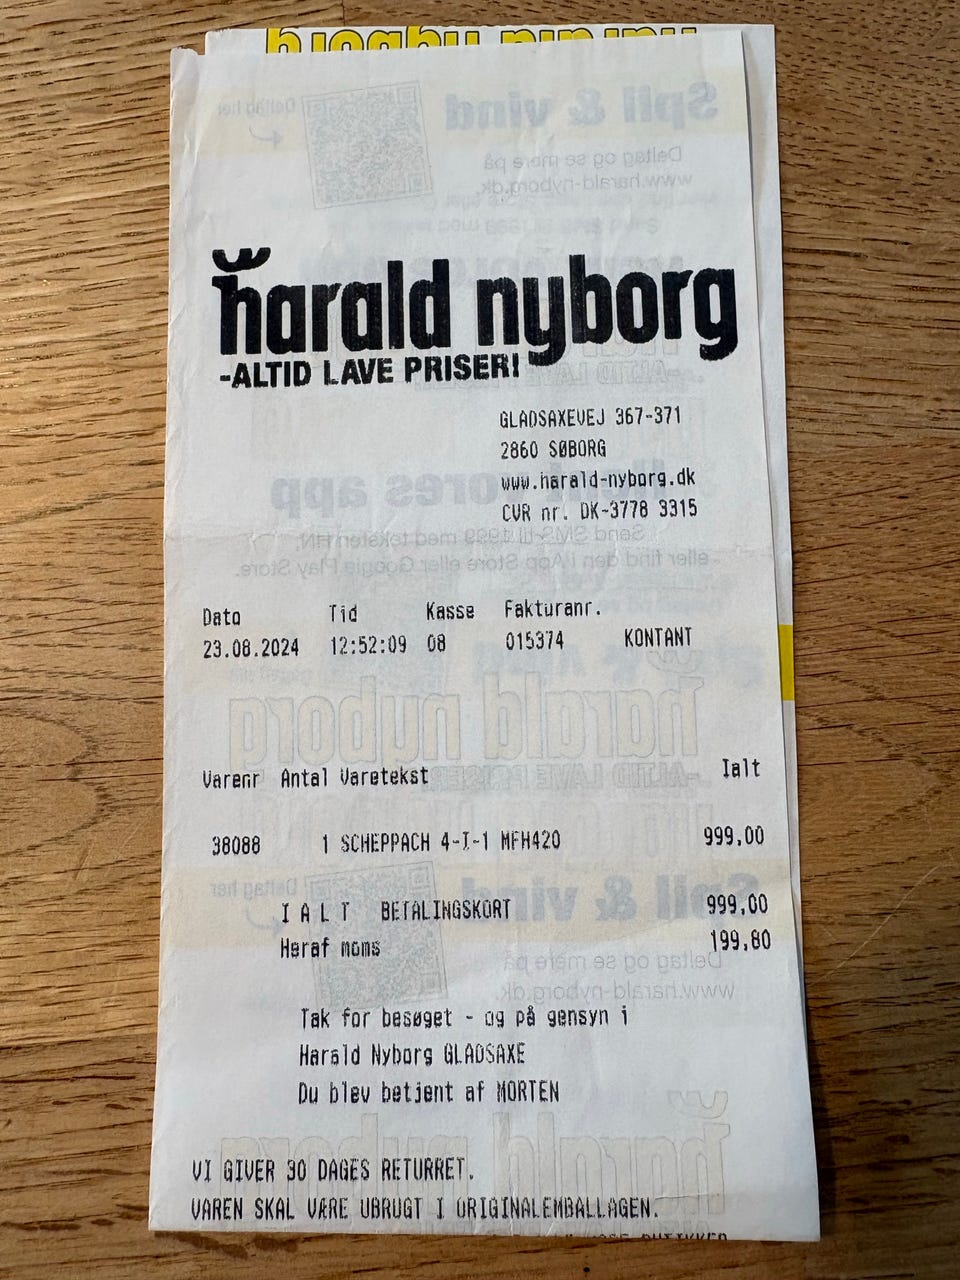 harald nyborg
-ALTID LAVE PRISER!
GLADSAXEVEJ 367-371
2860 SØBORG
www.harald-nyborg.dk
CVR nr. DK-3778 3315
Dato Tid Kasse Fakturanr.
23.08.2024 12:52:09 08 015374 KONTANT
Varenr Antal Varetekst Ialt
38088 1 SCHEPPACH 4-I-1 MFH420 999,00
I A L T BETALINGSKORT 999,00
Heraf moms 199,80
Tak for besøget - og på gensyn i
Harald Nyborg GLADSAXE
Du blev betjent af MORTEN
VI GIVER 30 DAGES RETURRET.
VAREN SKAL VÆRE UBRUGT I ORIGINALEMBALLAGEN.